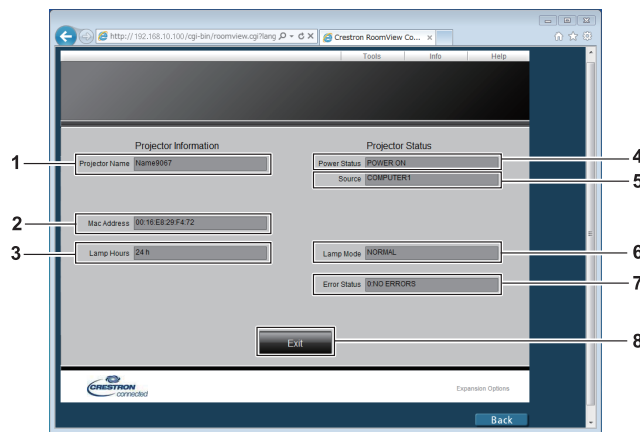 http://192.168.10.100/cgi-bin/roomview.cgi?lang
Crestron RoomView Co...
Tools Info Help
Projector Information
Projector Status
1
Projector Name Name9067
Power Status POWER ON
4
Source COMPUTER1
5
2
Mac Address 00:16:E8:29:F4:72
3
Lamp Hours 24 h
Lamp Mode NORMAL
6
Error Status 0:NO ERRORS
7
Exit
8
CRESTRON
connected
Expansion Options
Back